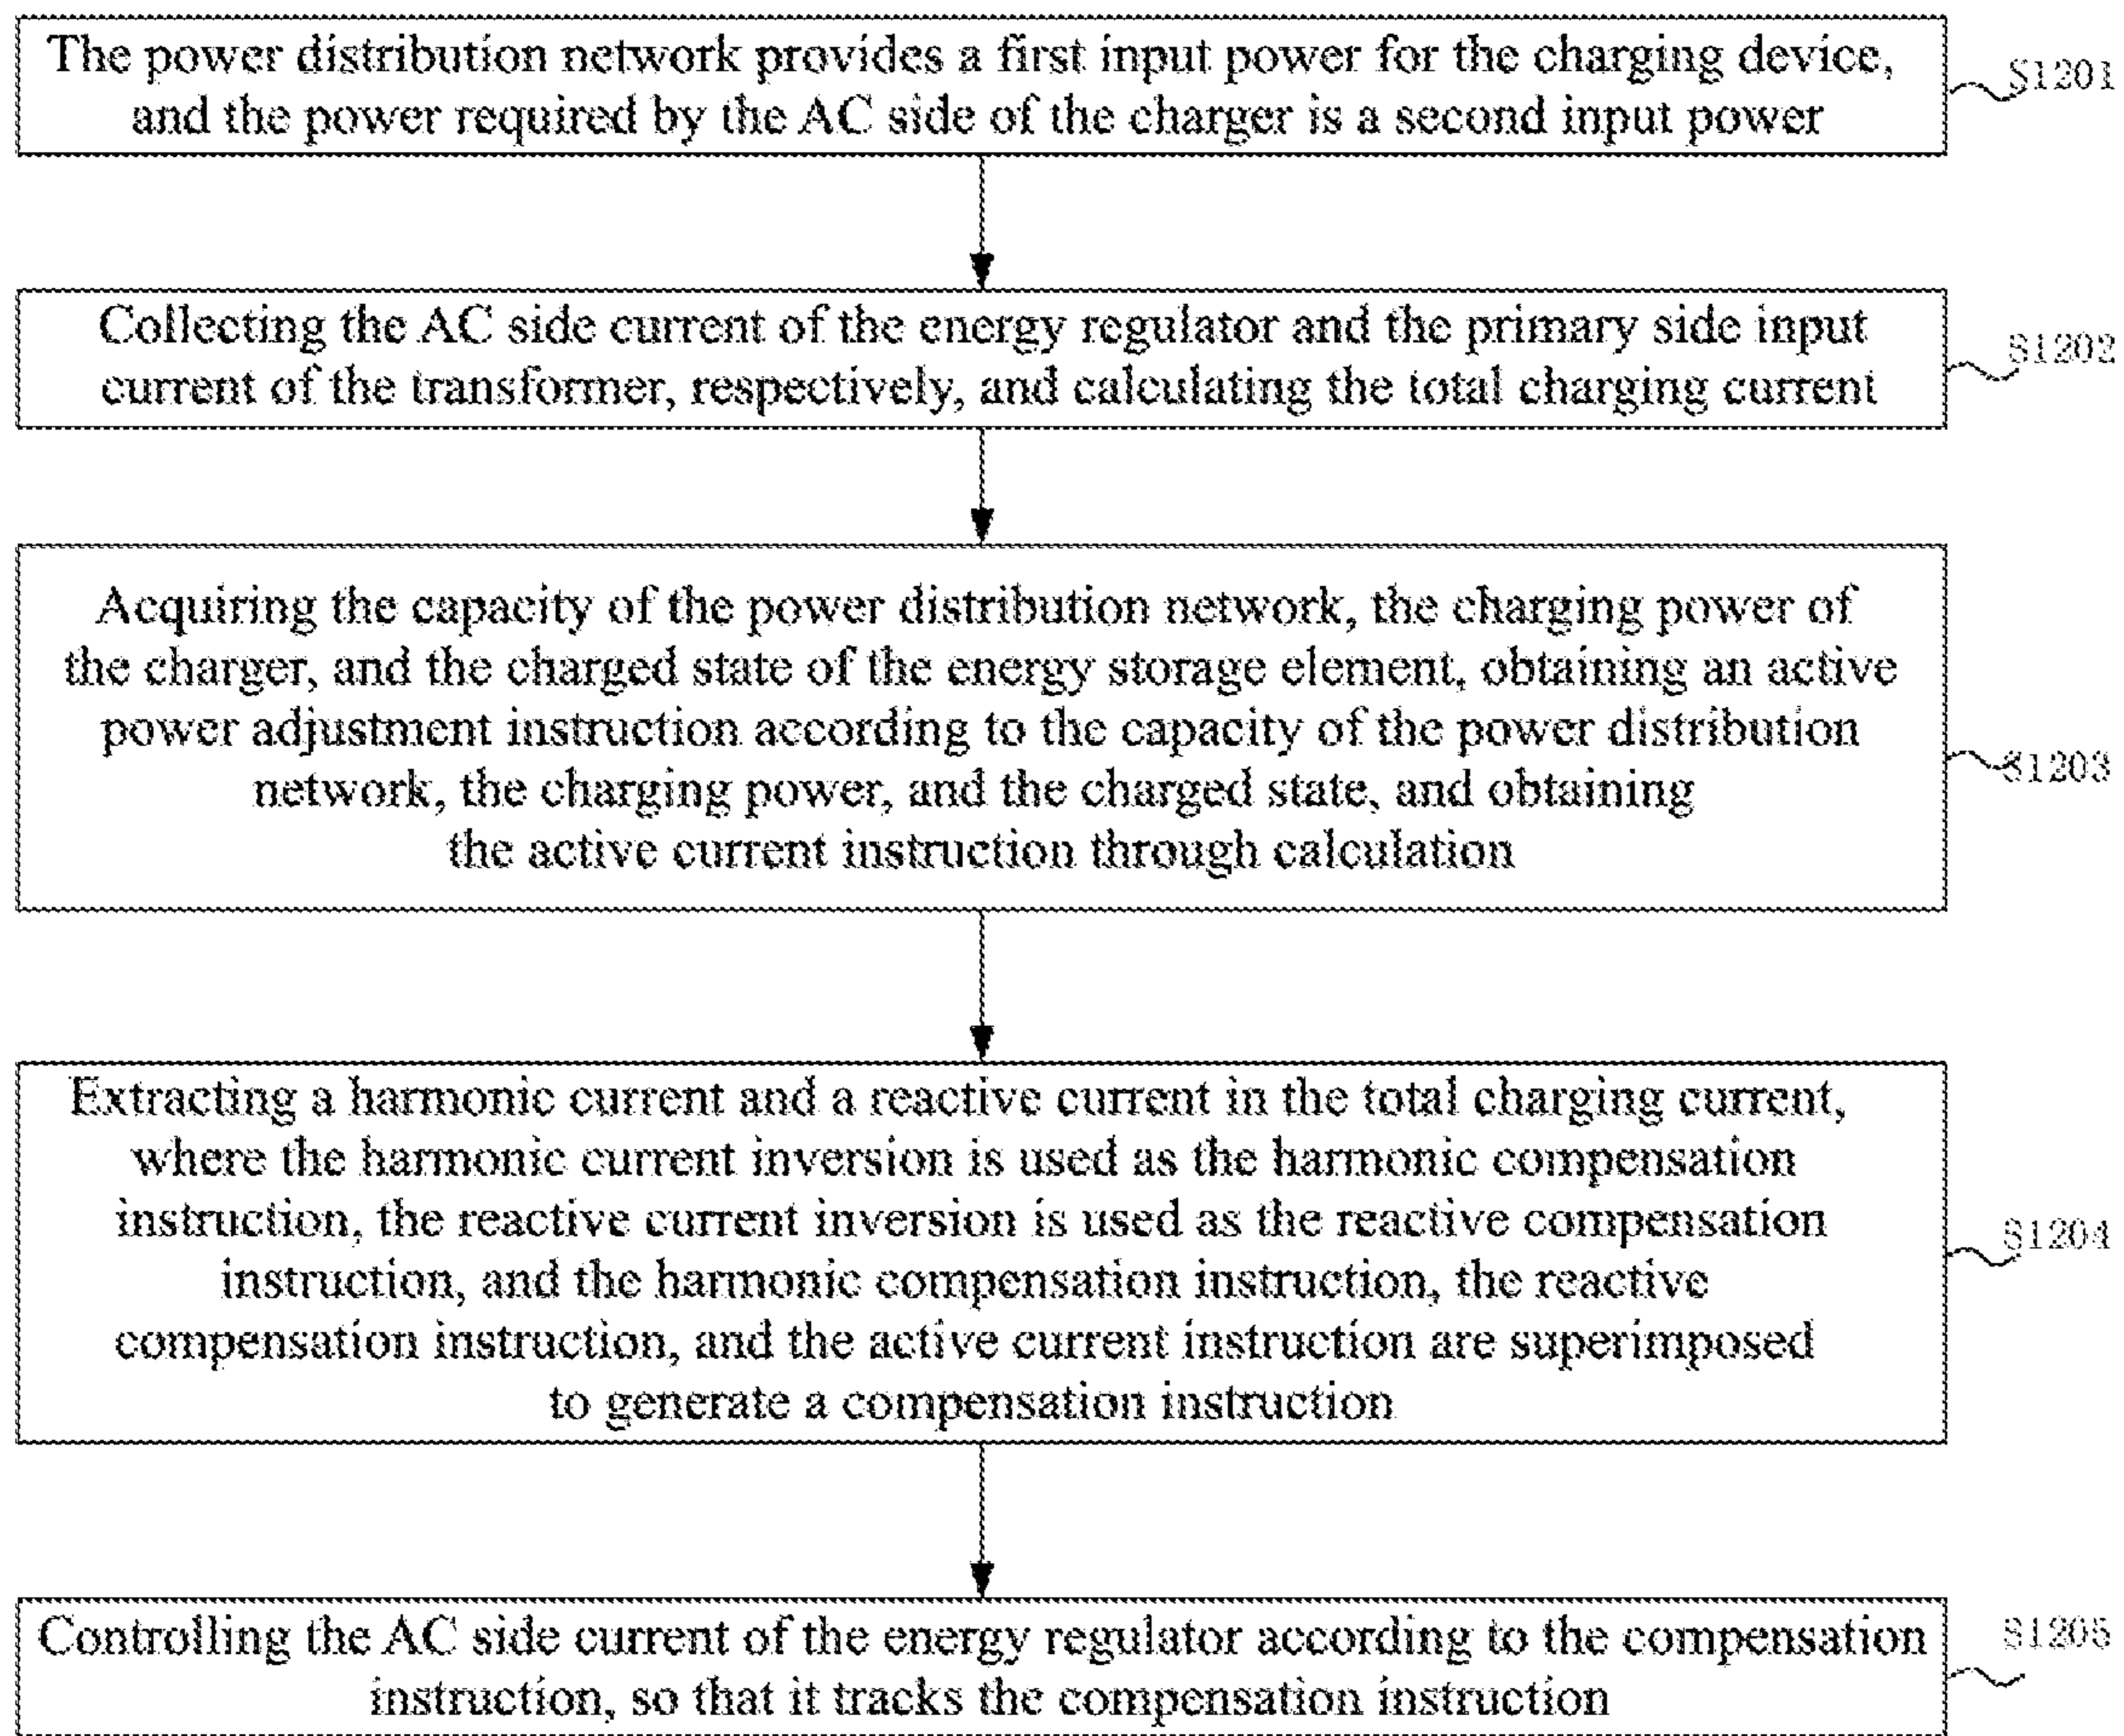 The power distribution network provides a first input power for the charging device,
and the power required by the AC side of the charger is a second input power
S1201
Collecting the AC side current of the energy regulator and the primary side input
current of the transformer, respectively, and calculating the total charging current
S1202
Acquiring the capacity of the power distribution network, the charging power of
the charger, and the charged state of the energy storage element, obtaining an active
power adjustment instruction according to the capacity of the power distribution
network, the charging power, and the charged state, and obtaining
the active current instruction through calculation
S1203
Extracting a harmonic current and a reactive current in the total charging current,
where the harmonic current inversion is used as the harmonic compensation
instruction, the reactive current inversion is used as the reactive compensation
instruction, and the harmonic compensation instruction, the reactive
compensation instruction, and the active current instruction are superimposed
to generate a compensation instruction
S1204
Controlling the AC side current of the energy regulator according to the compensation
instruction, so that it tracks the compensation instruction
S1205